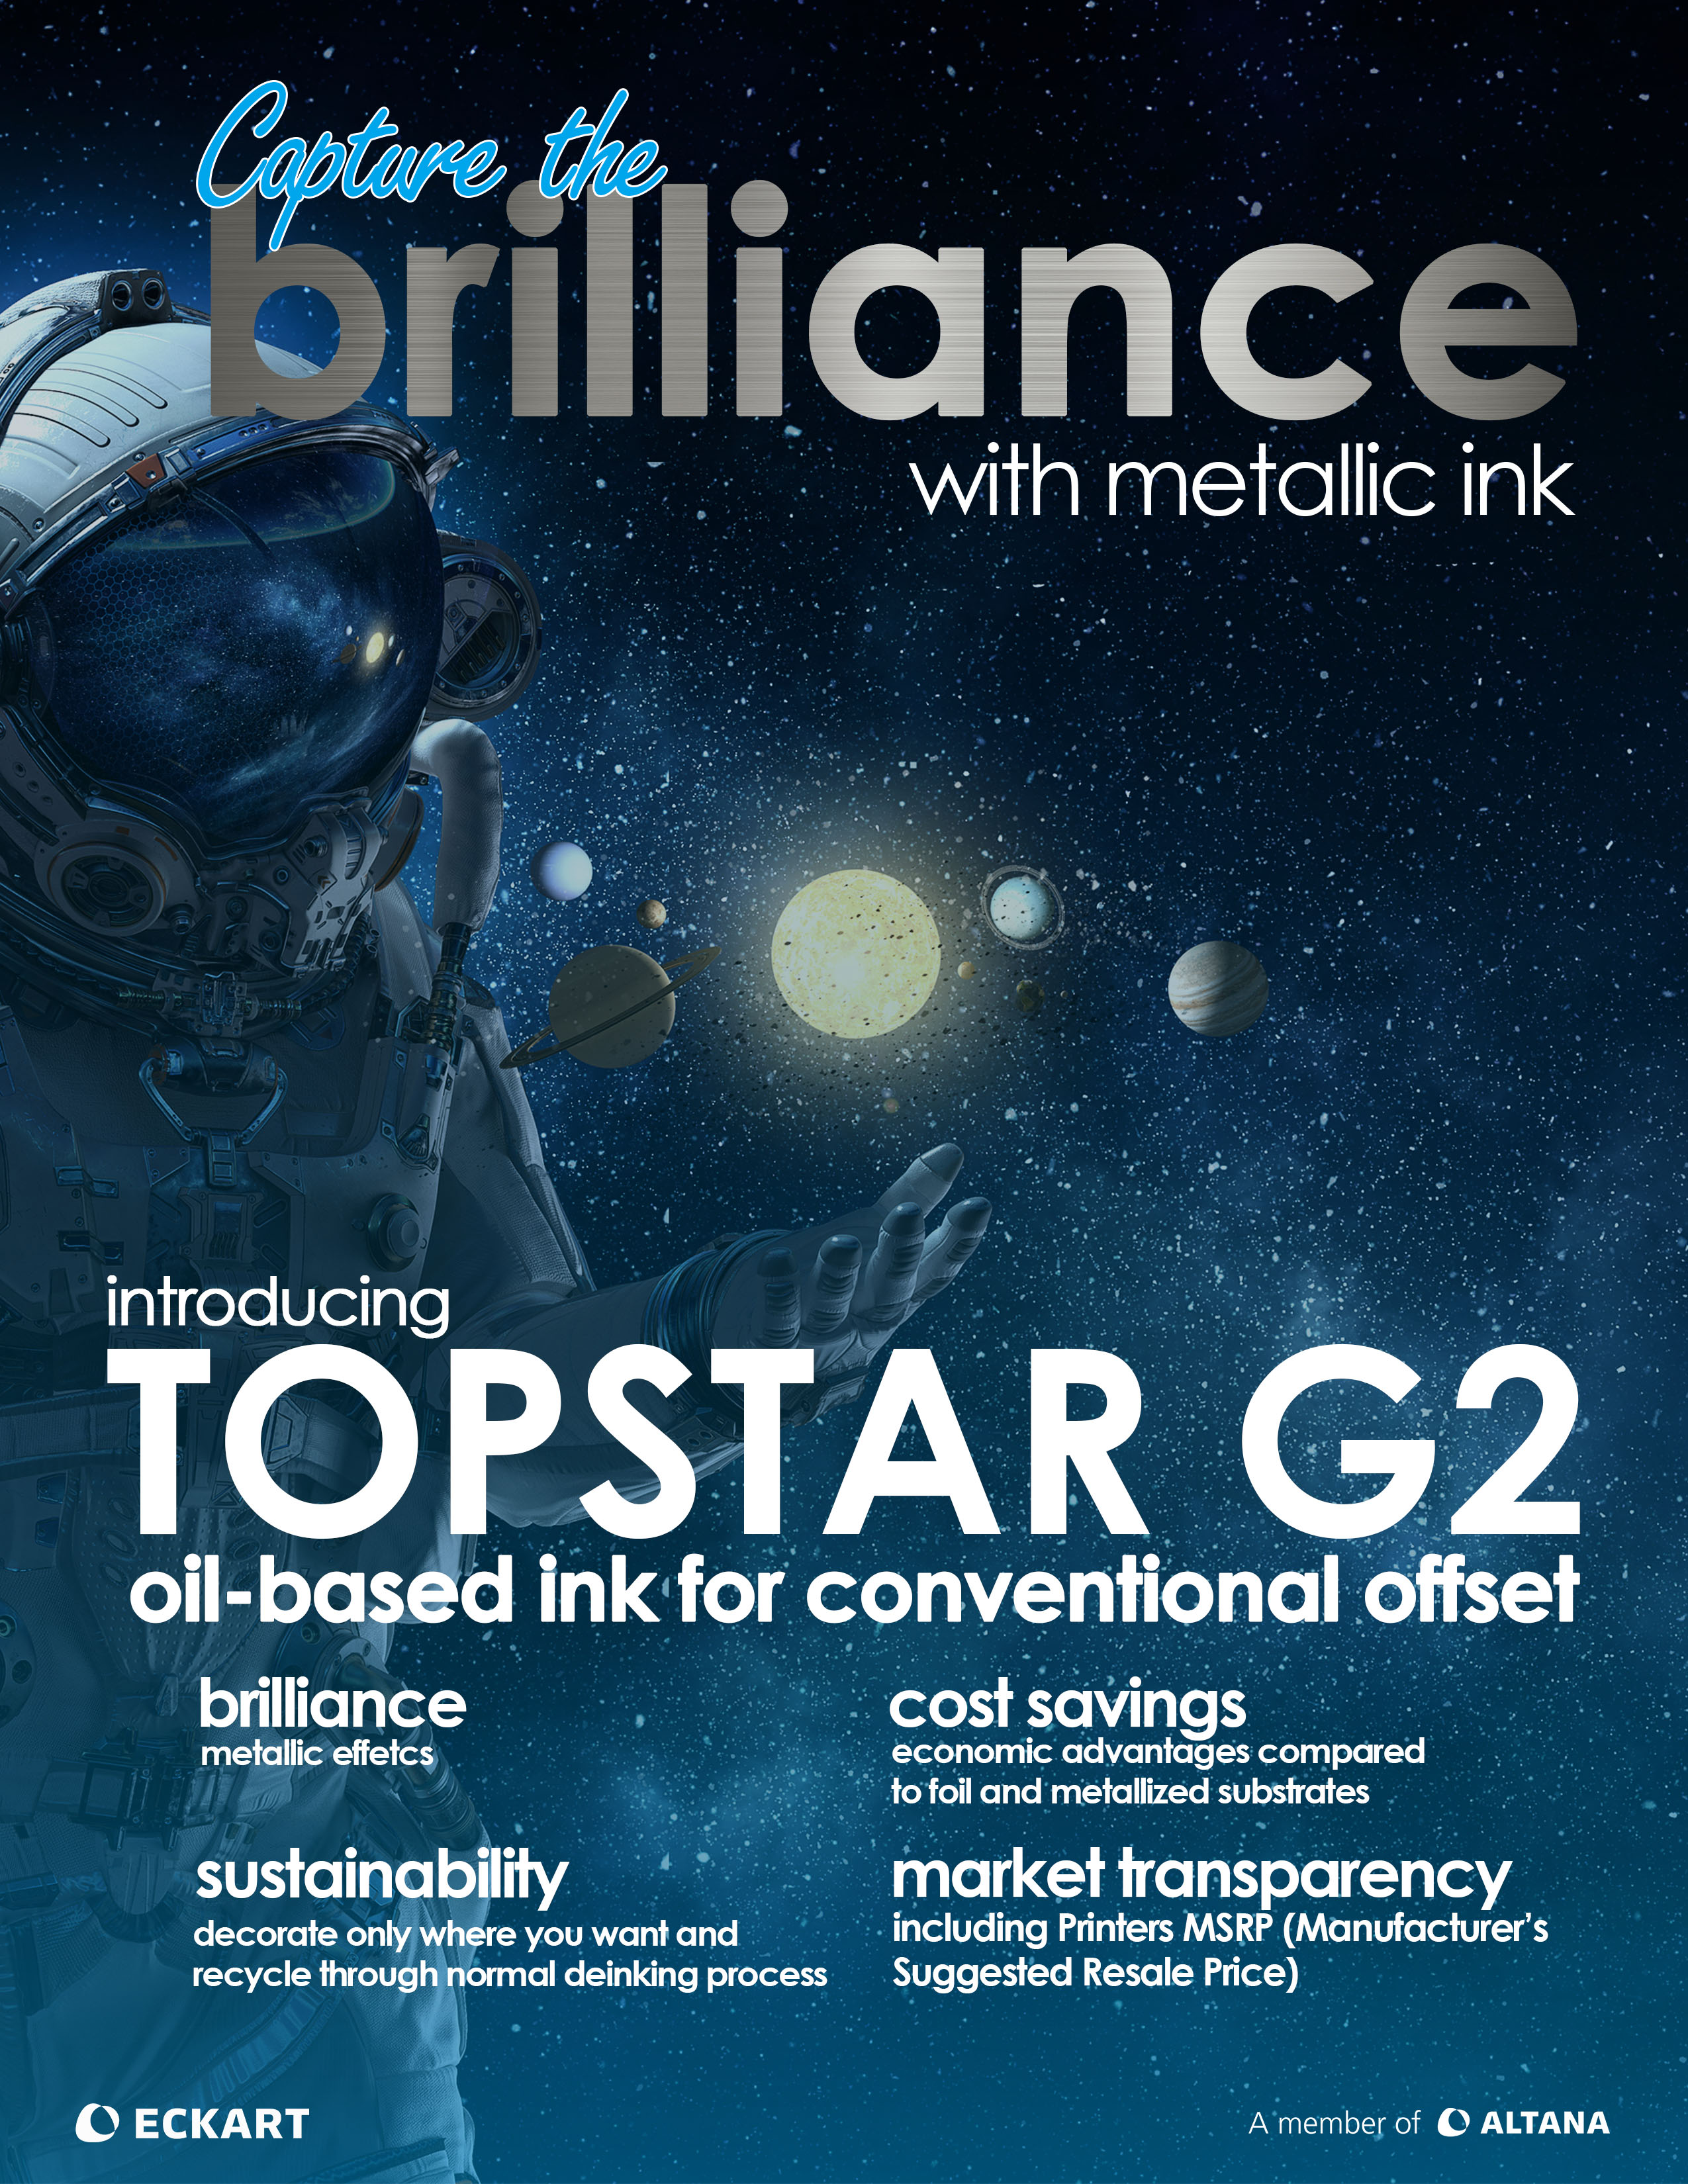 Capture the
brilliance
with metallic ink
introducing
TOPSTAR G2
oil-based ink for conventional offset
brilliance
metallic effetcs
cost savings
economic advantages compared
to foil and metallized substrates
sustainability
decorate only where you want and
recycle through normal deinking process
market transparency
including Printers MSRP (Manufacturer’s
Suggested Resale Price)
ECKART
A member of ALTANA